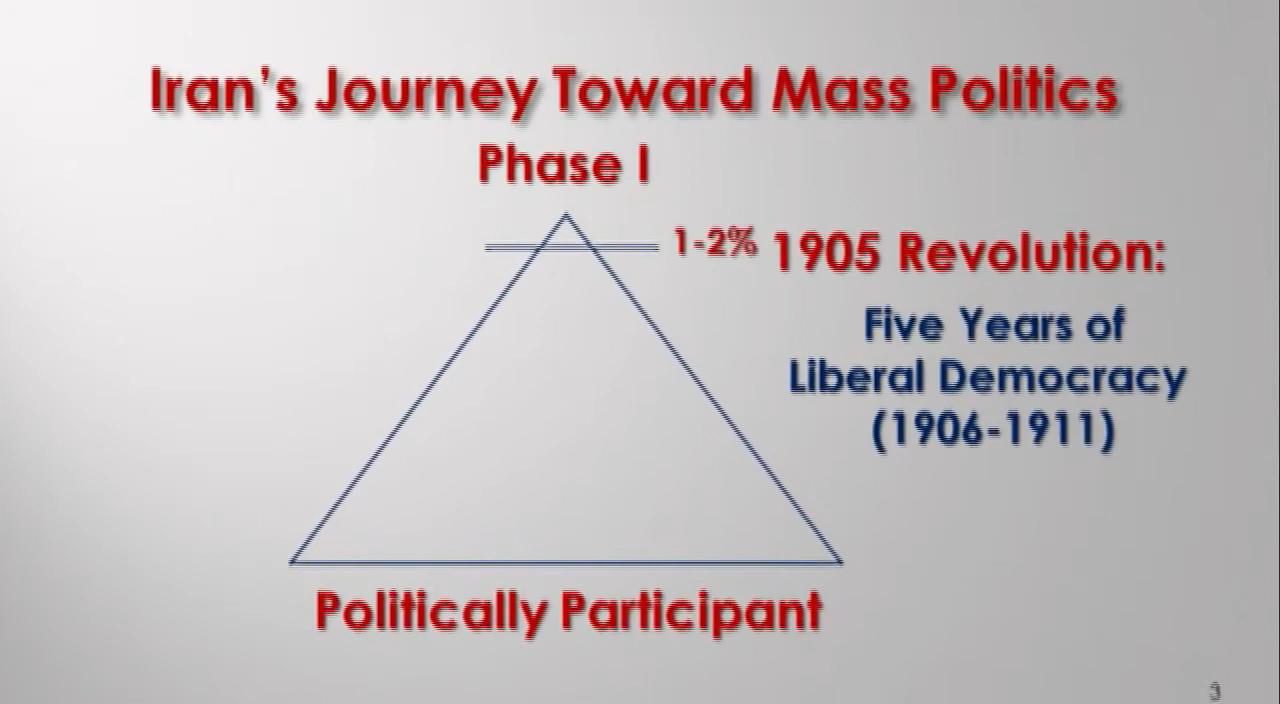 Iran's Journey Toward Mass Politics
Phase I
1-2%
1905 Revolution:
Five Years of
Liberal Democracy
(1906-1911)
Politically Participant
3